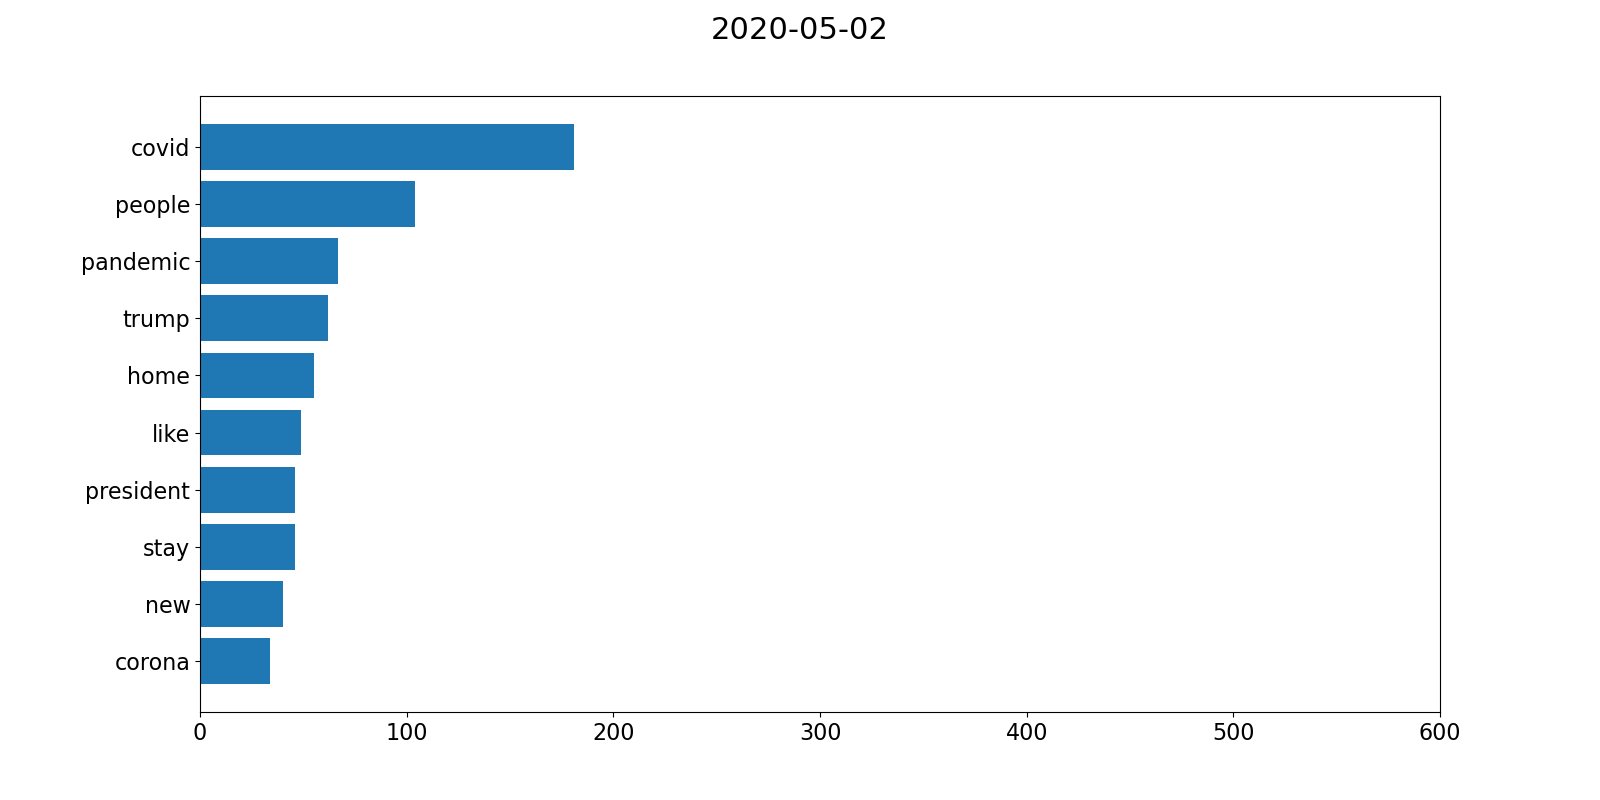 2020-05-02
covid
people
pandemic
trump
home
like
president
stay
new
corona
0 100 200 300 400 500 600